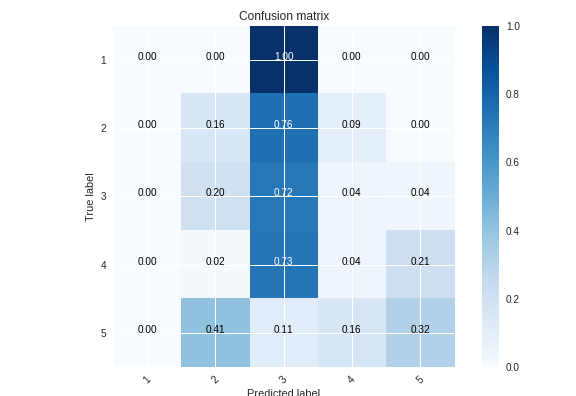 Confusion matrix
1 0.00 0.00 1.00 0.00 0.00
2 0.00 0.16 0.76 0.09 0.00
3 0.00 0.20 0.72 0.04 0.04
4 0.00 0.02 0.73 0.04 0.21
5 0.00 0.41 0.11 0.16 0.32
1 2 3 4 5
True label
Predicted label
1.0
0.8
0.6
0.4
0.2
0.0